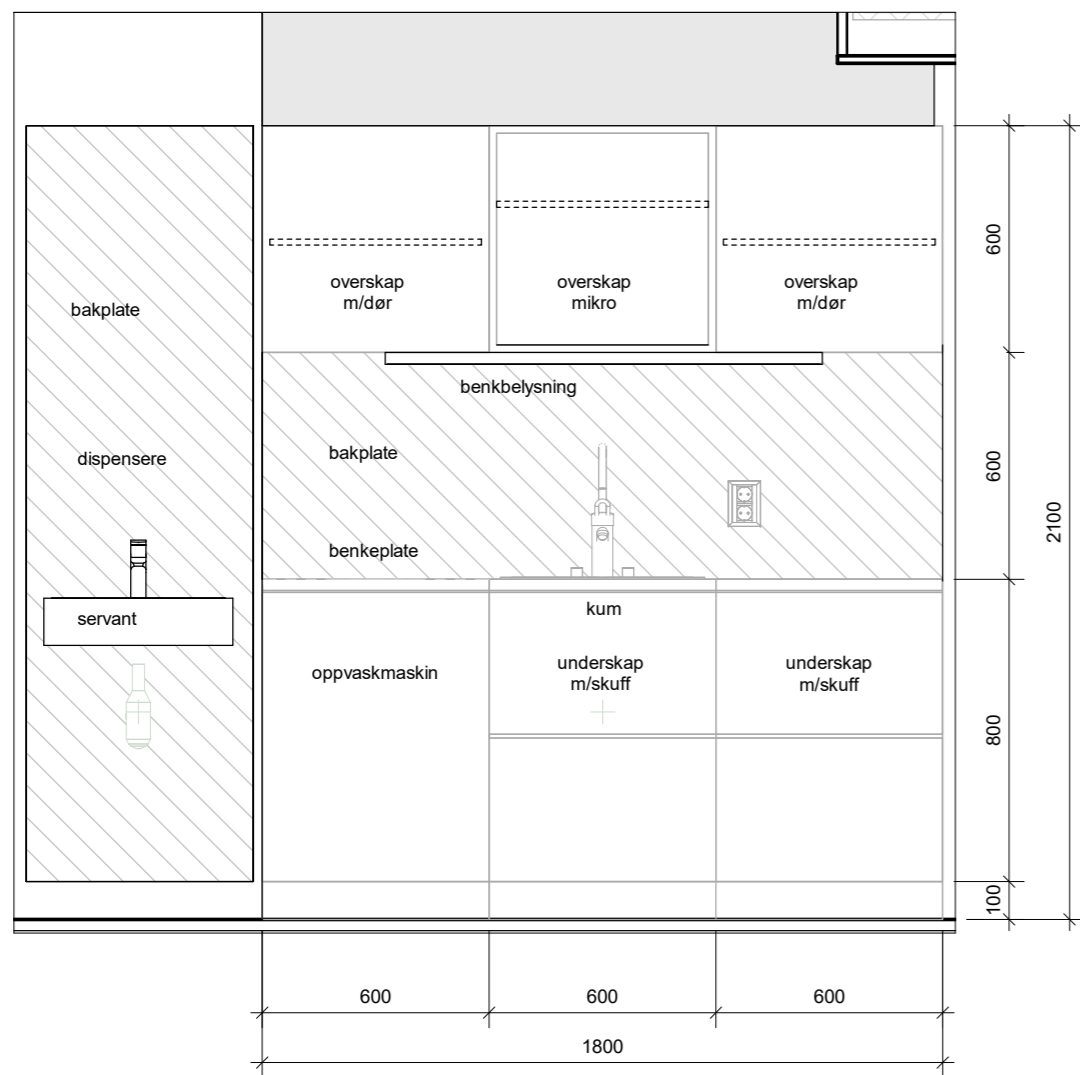 overskap
m/dør
overskap
mikro
overskap
m/dør
600
bakplate
benkbelysning
bakplate
dispensere
600
2100
benkeplate
servant
kum
oppvaskmaskin
underskap
m/skuff
underskap
m/skuff
800
100
600
600
600
1800